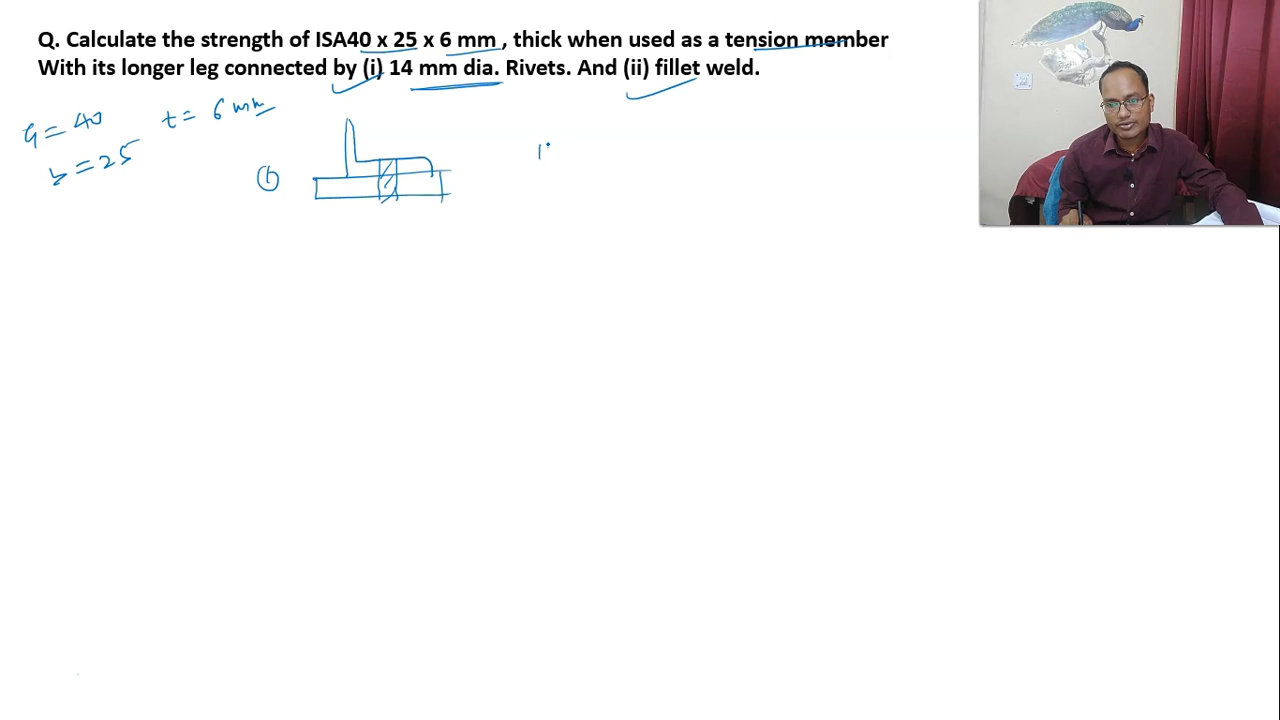 Q. Calculate the strength of ISA40 x 25 x 6 mm , thick when used as a tension member
With its longer leg connected by (i) 14 mm dia. Rivets. And (ii) fillet weld.
a = 40
t = 6 mm
b = 25